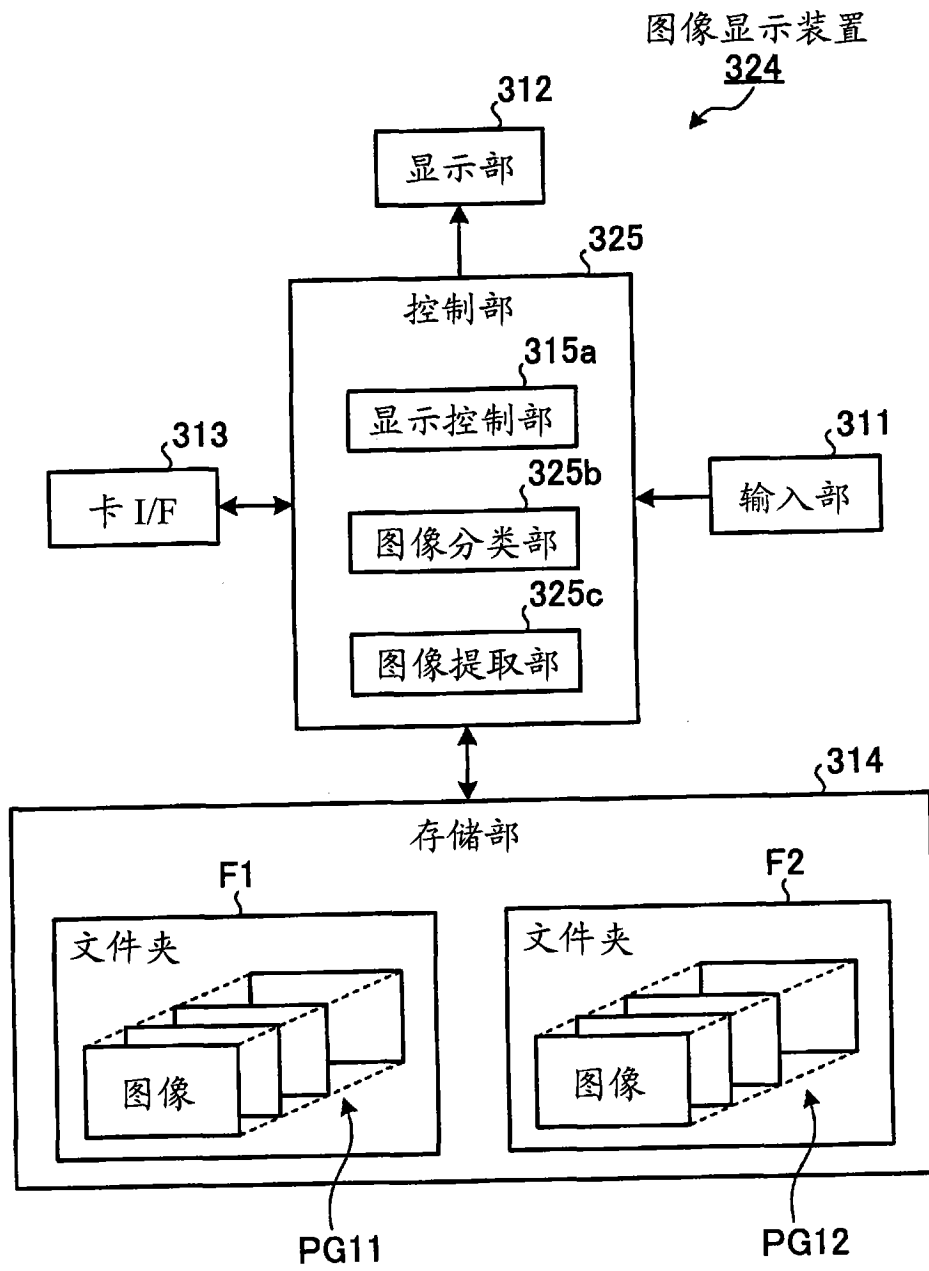 图像显示装置
324
312
显示部
325
控制部
315a
显示控制部
313
卡 I/F
311
输入部
325b
图像分类部
325c
图像提取部
314
存储部
F1
文件夹
图像
F2
文件夹
图像
PG11
PG12